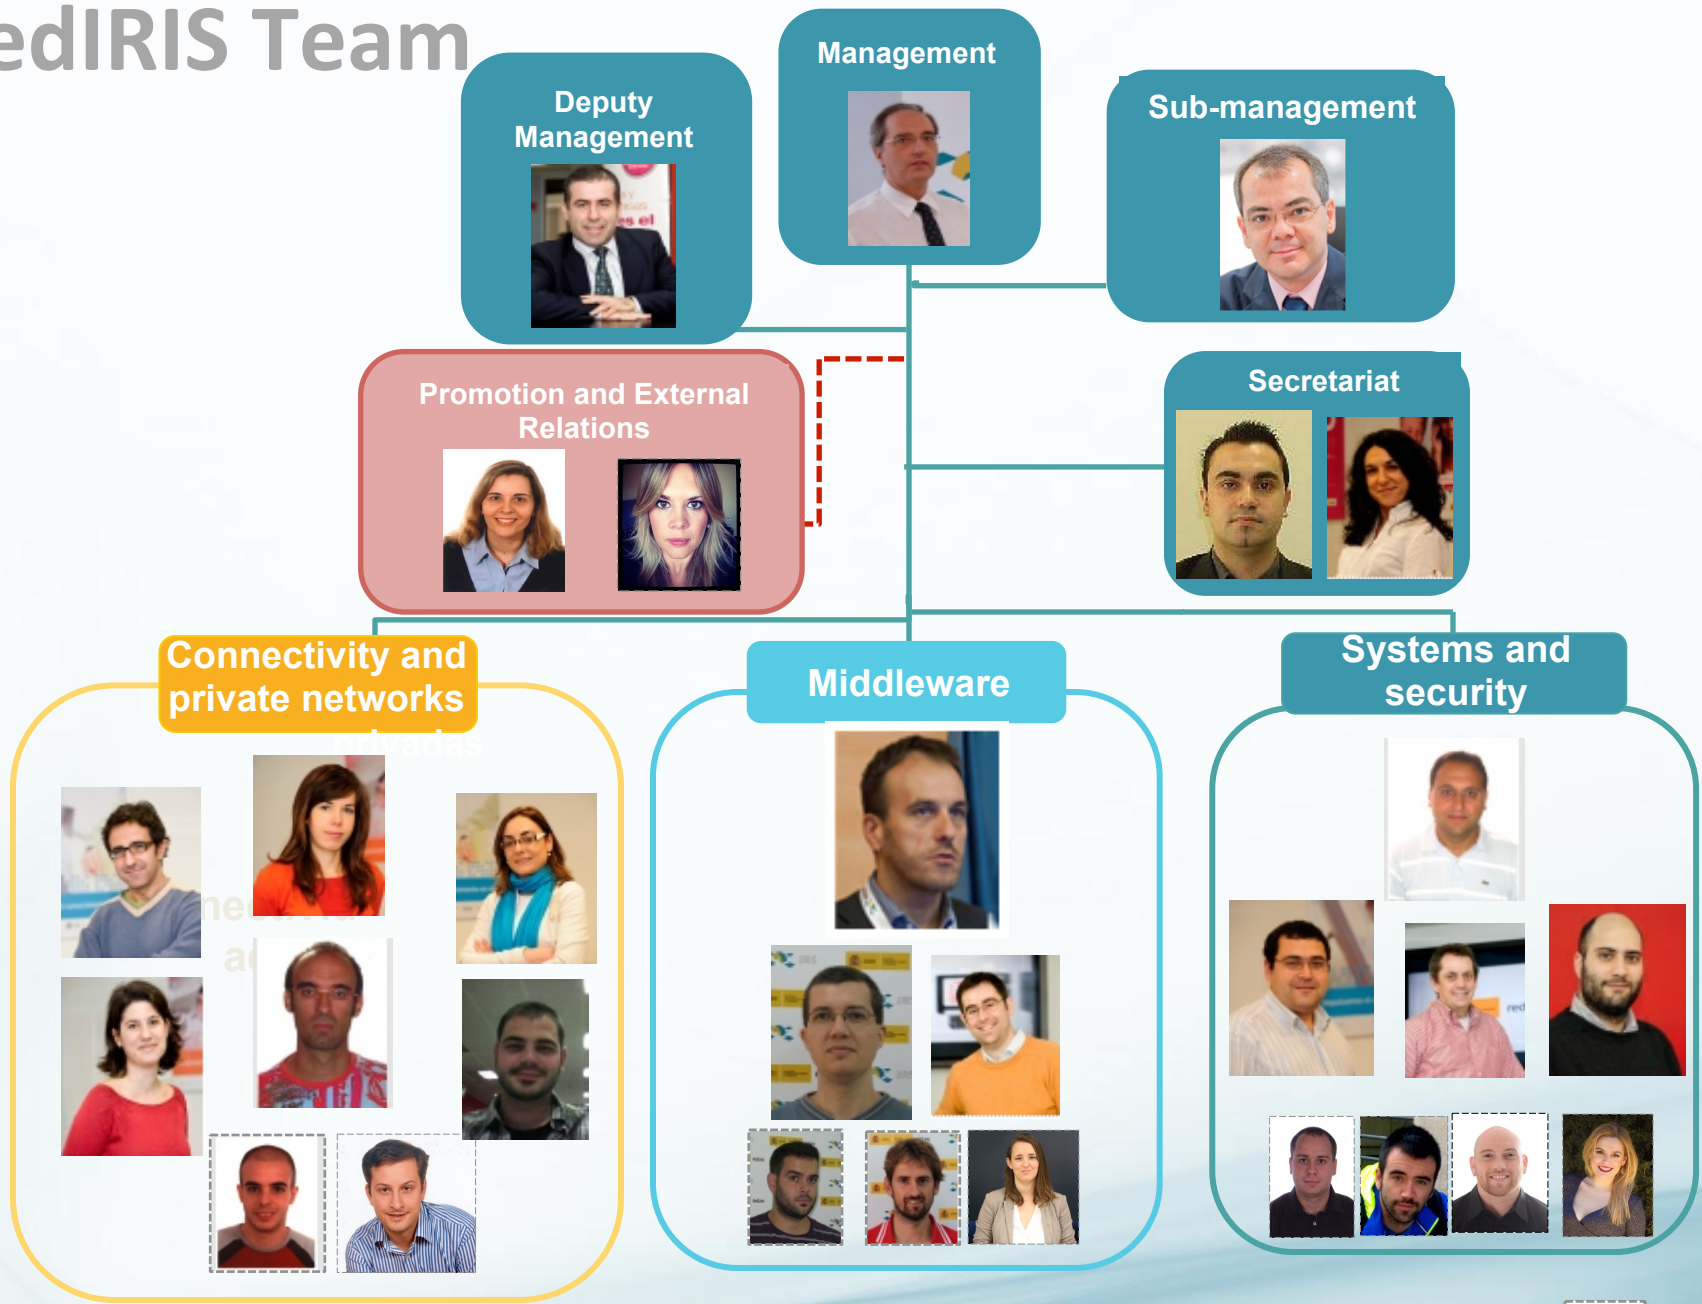 edIRIS Team
Management
Deputy
Management
Sub-management
Promotion and External
Relations
Secretariat
Connectivity and
private networks
privadas
Middleware
Systems and
security